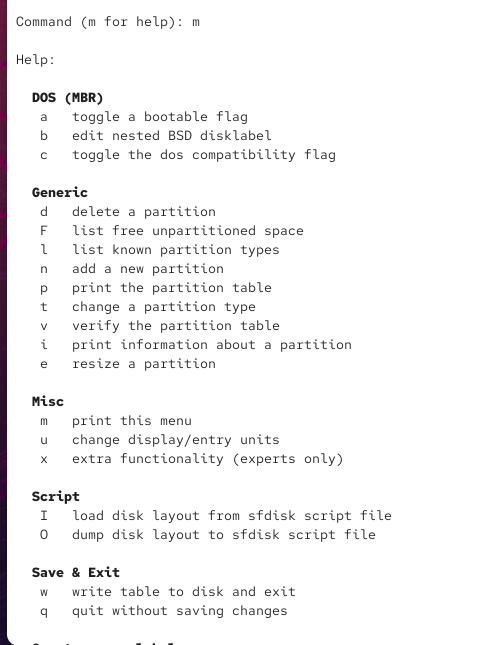 Command (m for help): m
Help:
DOS (MBR)
a toggle a bootable flag
b edit nested BSD disklabel
c toggle the dos compatibility flag
Generic
d delete a partition
F list free unpartitioned space
l list known partition types
n add a new partition
p print the partition table
t change a partition type
v verify the partition table
i print information about a partition
e resize a partition
Misc
m print this menu
u change display/entry units
x extra functionality (experts only)
Script
I load disk layout from sfdisk script file
O dump disk layout to sfdisk script file
Save & Exit
w write table to disk and exit
q quit without saving changes